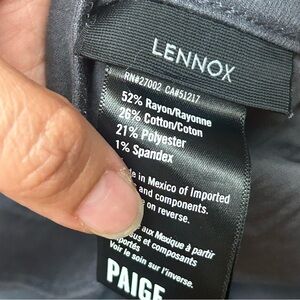 LENNOX
RN#27002 CA#51217
52% Rayon/Rayonne
26% Cotton/Coton
21% Polyester
1% Spandex
in Mexico of Imported
and components.
on reverse.
aux Mexique à partir
et composants
Voir le soin sur l'inverse.
PAIGE